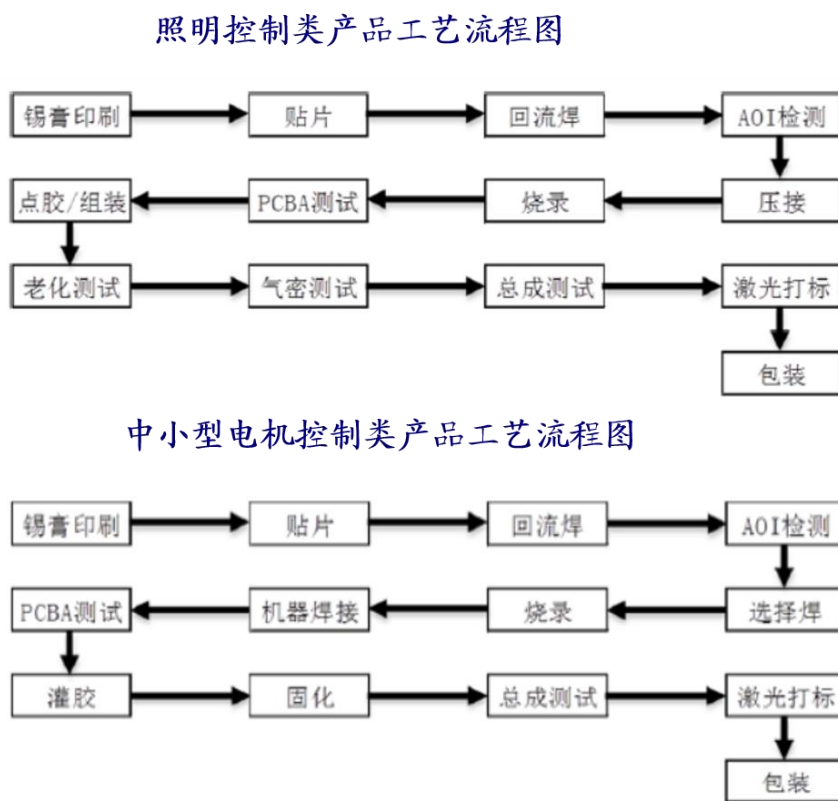 照明控制类产品工艺流程图
锡膏印刷 贴片 回流焊 AOI检测
点胶/组装 PCBA测试 烧录 压接
老化测试 气密测试 总成测试 激光打标
包装
中小型电机控制类产品工艺流程图
锡膏印刷 贴片 回流焊 AOI检测
PCBA测试 机器焊接 烧录 选择焊
灌胶 固化 总成测试 激光打标
包装